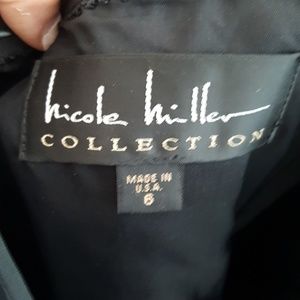 nicole miller
COLLECTION
MADE IN
U.S.A.
6